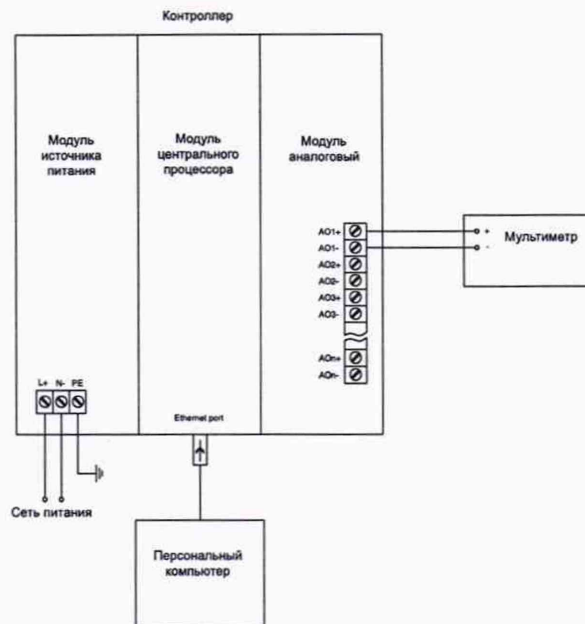 Контроллер
Модуль
источника
питания
Модуль
центрального
процессора
Модуль
аналоговый
AO1+
AO1-
AO2+
AO2-
AO3+
AO3-
AOn+
AOn-
+
-
Мультиметр
L+ N- PE
Ethernet port
Сеть питания
Персональный
компьютер